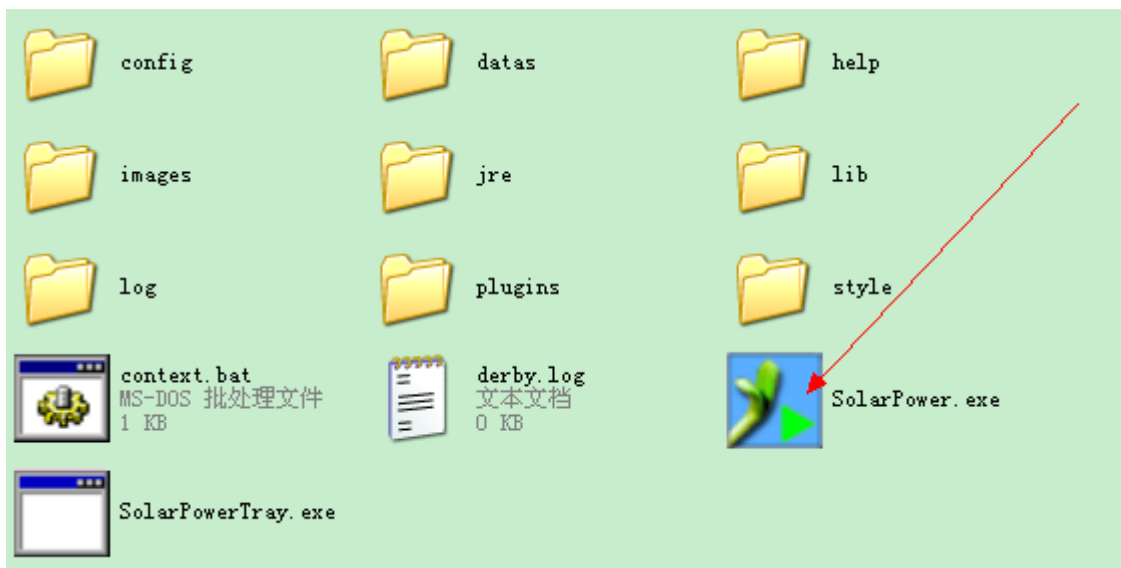 config
datas
help
images
jre
lib
log
plugins
style
context.bat
MS-DOS 批处理文件
1 KB
derby.log
文本文档
0 KB
SolarPower.exe
SolarPowerTray.exe